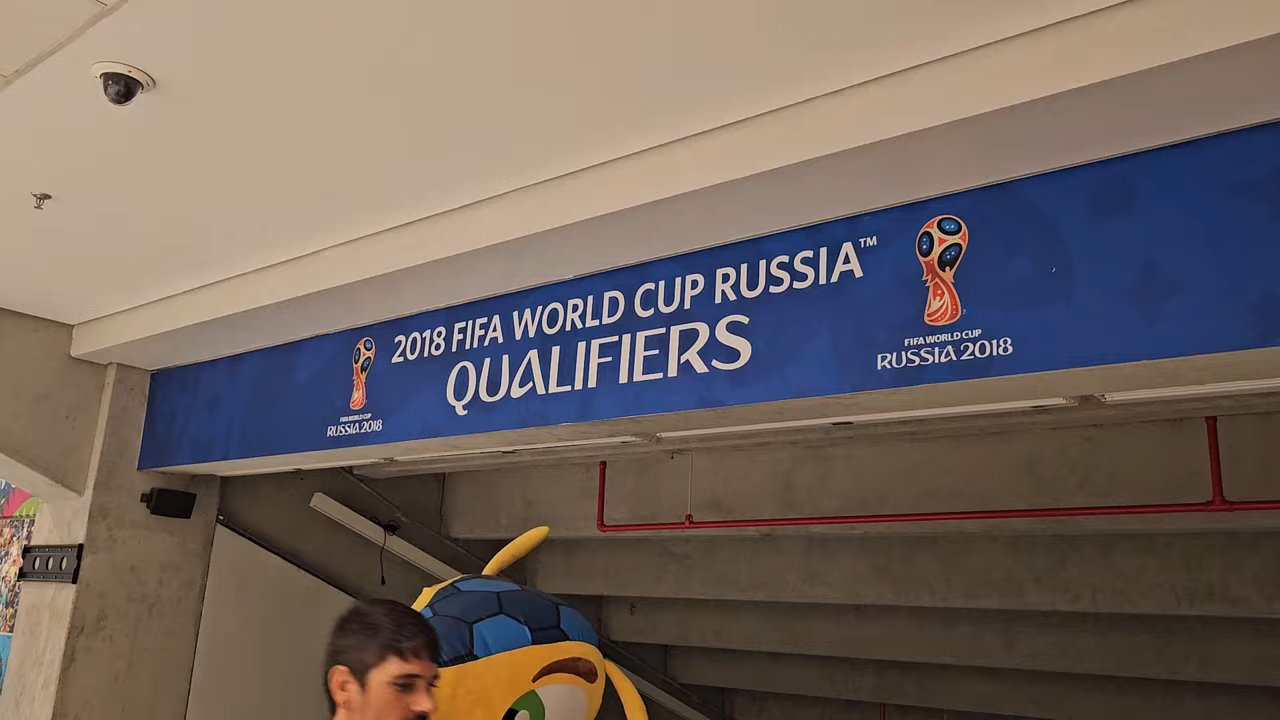 2018 FIFA WORLD CUP RUSSIA™
QUALIFIERS
FIFA WORLD CUP
RUSSIA 2018
FIFA WORLD CUP
RUSSIA 2018